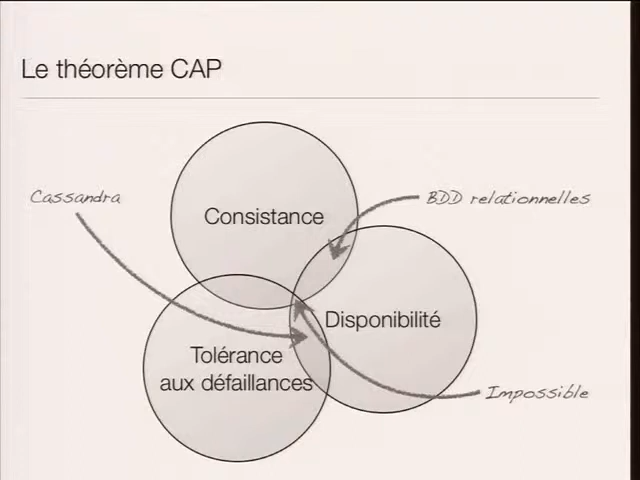 Le théorème CAP
Cassandra
BDD relationnelles
Consistance
Disponibilité
Tolérance
aux défaillances
Impossible